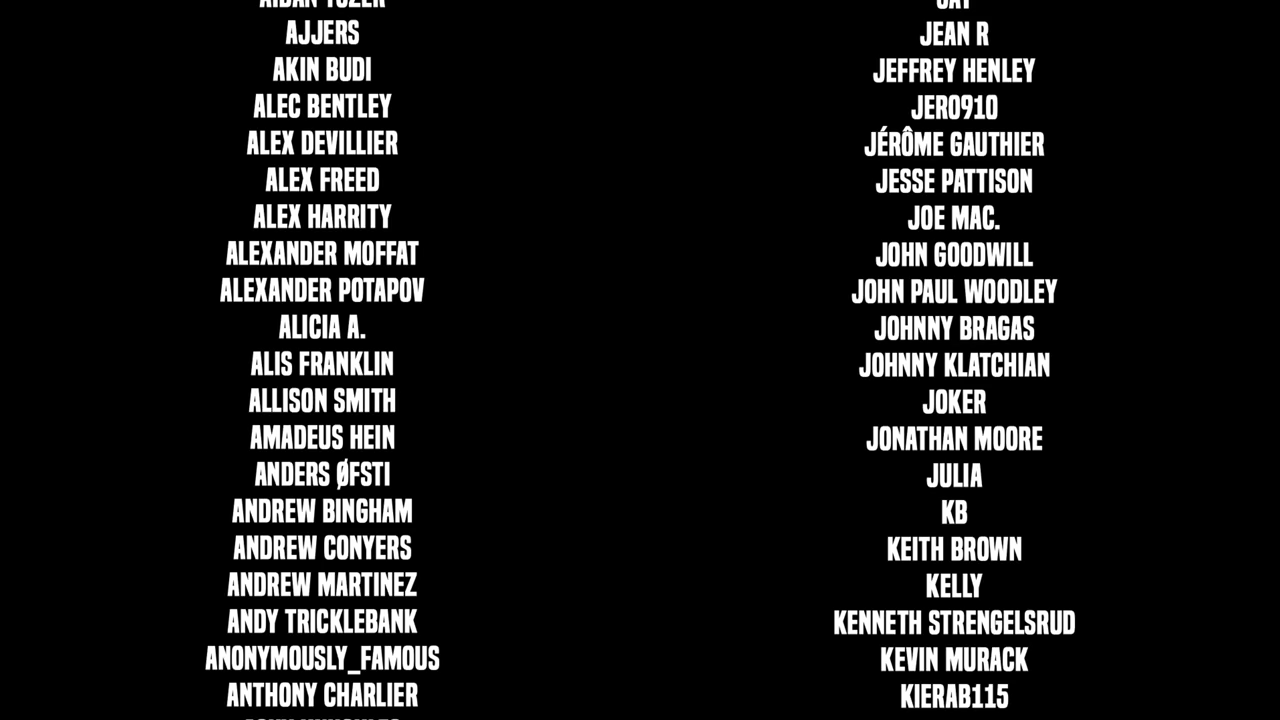 AJJERS
AKIN BUDI
ALEC BENTLEY
ALEX DEVILLIER
ALEX FREED
ALEX HARRITY
ALEXANDER MOFFAT
ALEXANDER POTAPOV
ALICIA A.
ALIS FRANKLIN
ALLISON SMITH
AMADEUS HEIN
ANDERS ØFSTI
ANDREW BINGHAM
ANDREW CONYERS
ANDREW MARTINEZ
ANDY TRICKLEBANK
ANONYMOUSLY_FAMOUS
ANTHONY CHARLIER
JEAN R
JEFFREY HENLEY
JERO910
JÉRÔME GAUTHIER
JESSE PATTISON
JOE MAC.
JOHN GOODWILL
JOHN PAUL WOODLEY
JOHNNY BRAGAS
JOHNNY KLATCHIAN
JOKER
JONATHAN MOORE
JULIA
KB
KEITH BROWN
KELLY
KENNETH STRENGELSRUD
KEVIN MURACK
KIERAB115